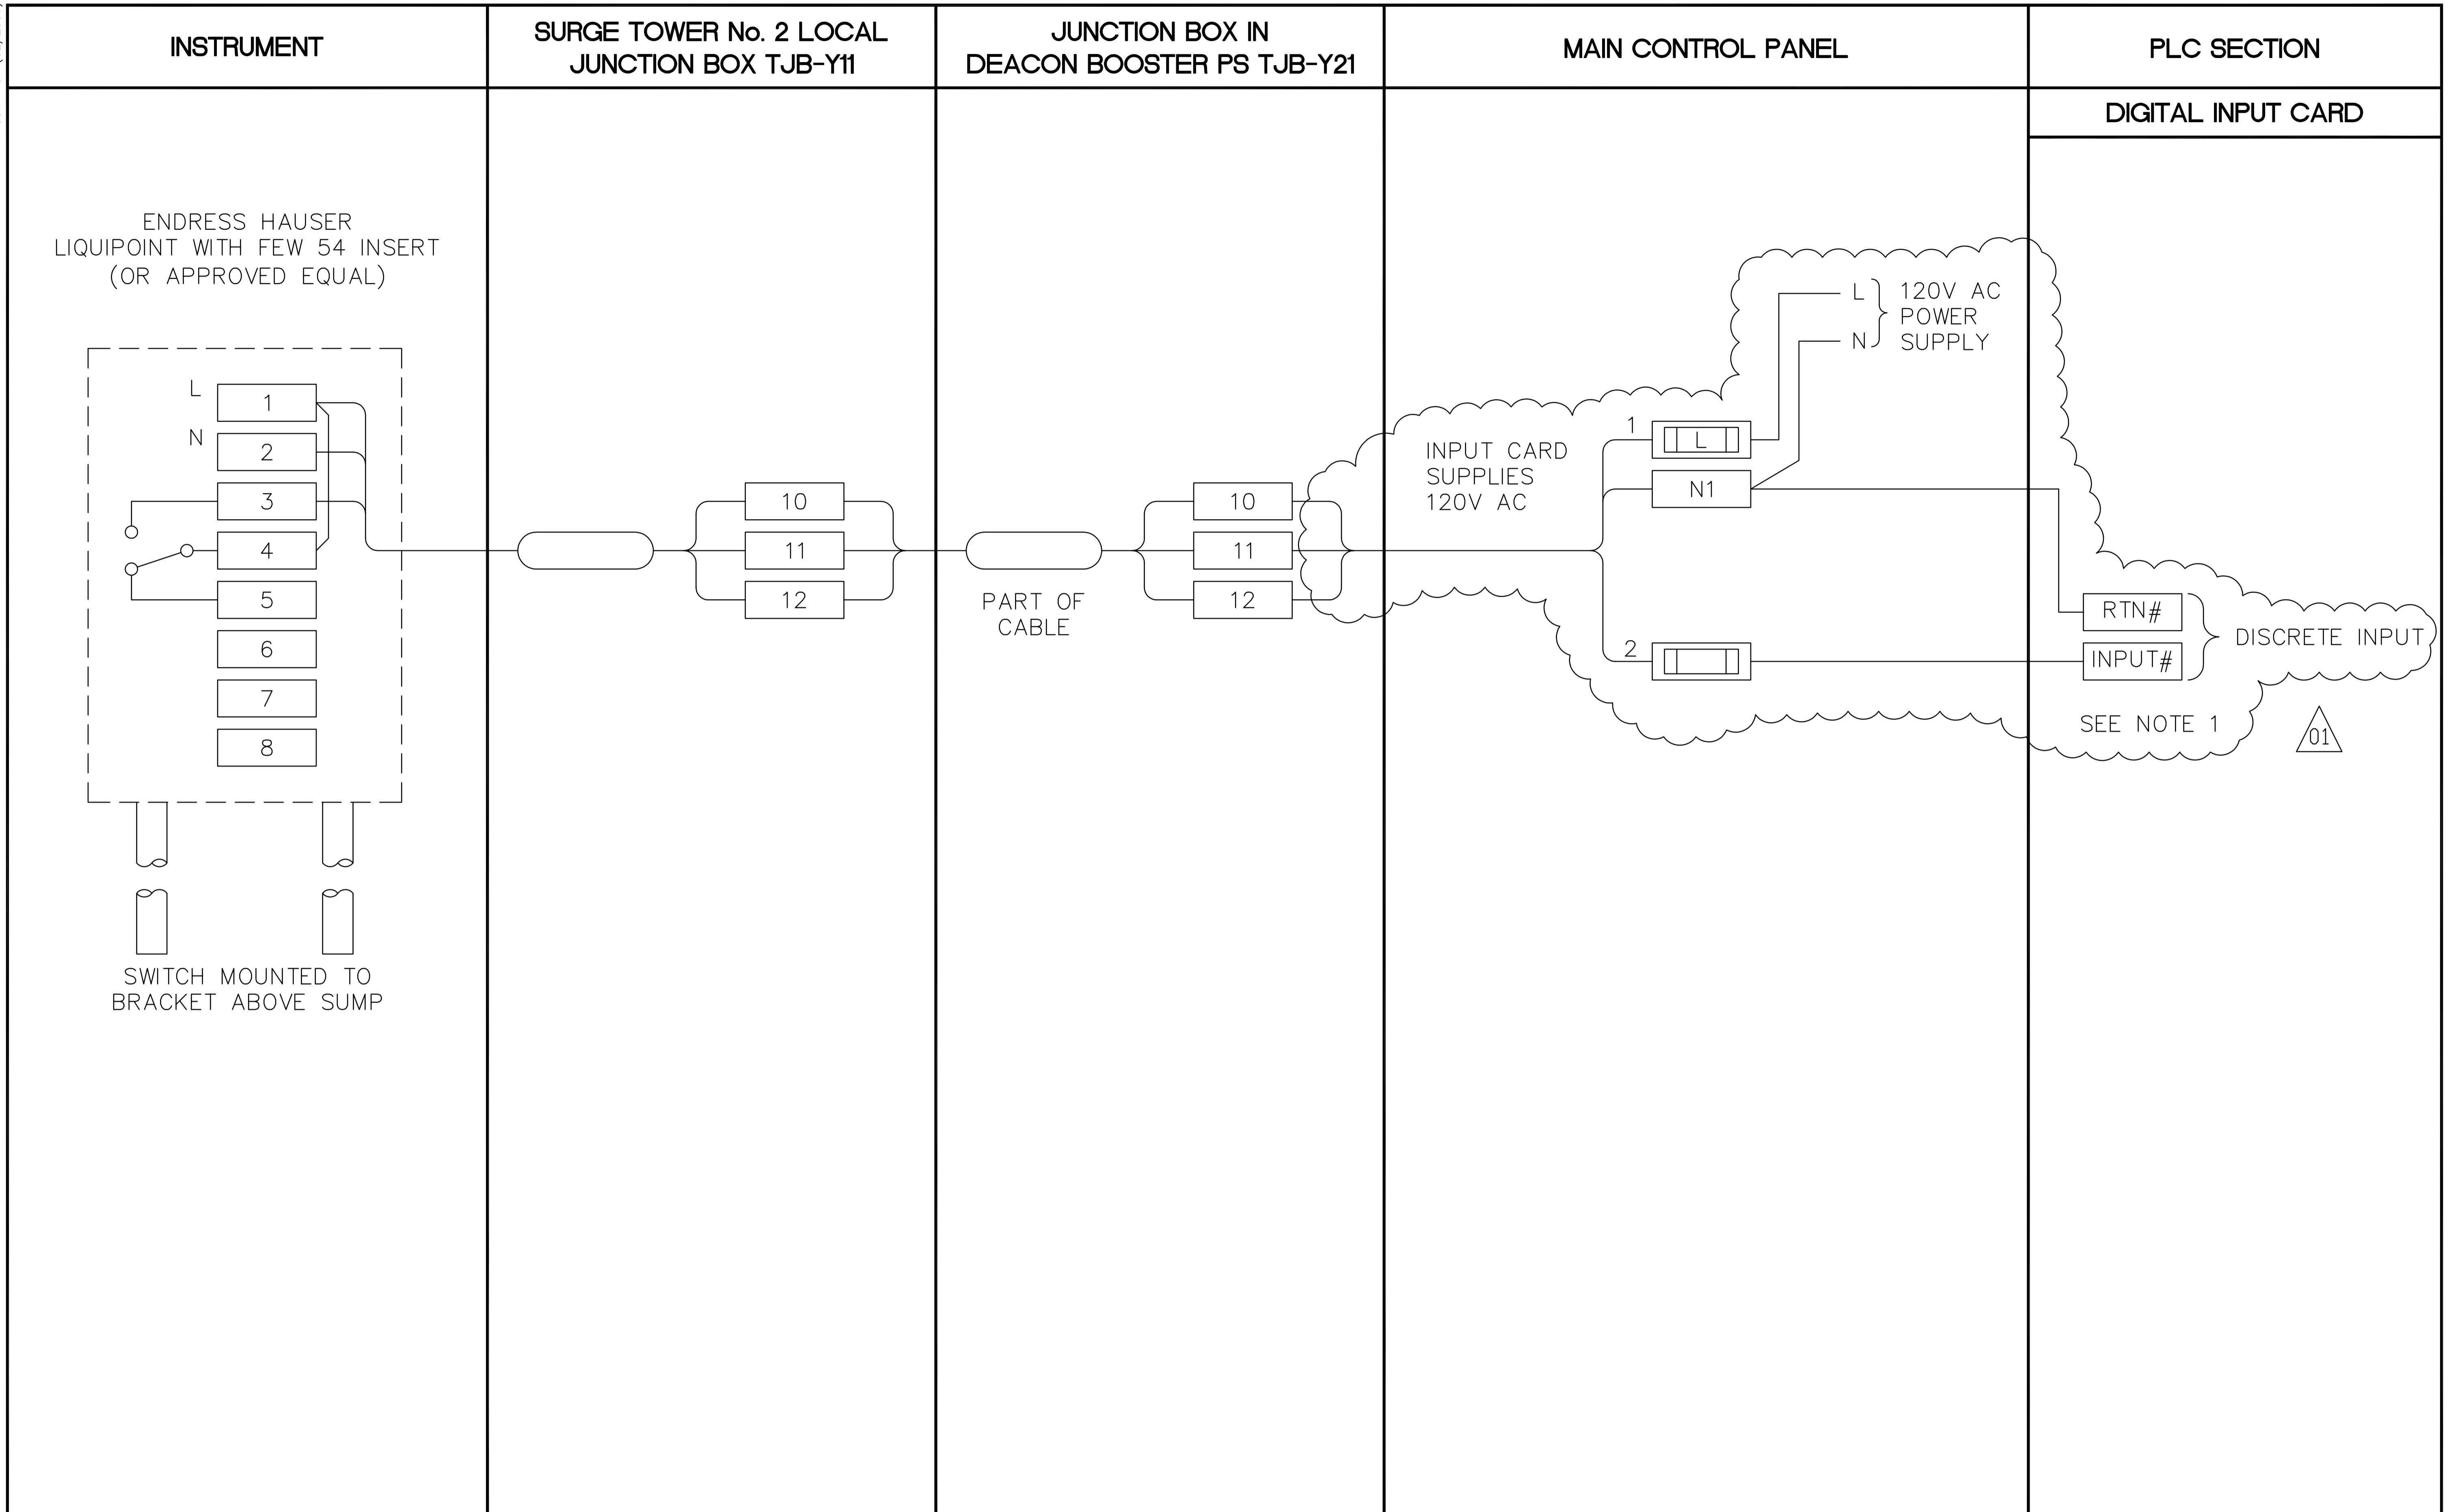 INSTRUMENT
SURGE TOWER No. 2 LOCAL
JUNCTION BOX TJB-Y11
JUNCTION BOX IN
DEACON BOOSTER PS TJB-Y21
MAIN CONTROL PANEL
PLC SECTION
DIGITAL INPUT CARD
ENDRESS HAUSER
LIQUIPOINT WITH FEW 54 INSERT
(OR APPROVED EQUAL)
L
1
N
2
3
4
5
6
7
8
SWITCH MOUNTED TO
BRACKET ABOVE SUMP
10
11
12
PART OF
CABLE
10
11
12
INPUT CARD
SUPPLIES
120V AC
L
N
120V AC
POWER
SUPPLY
1
L
N1
2
RTN#
INPUT#
DISCRETE INPUT
SEE NOTE 1
01